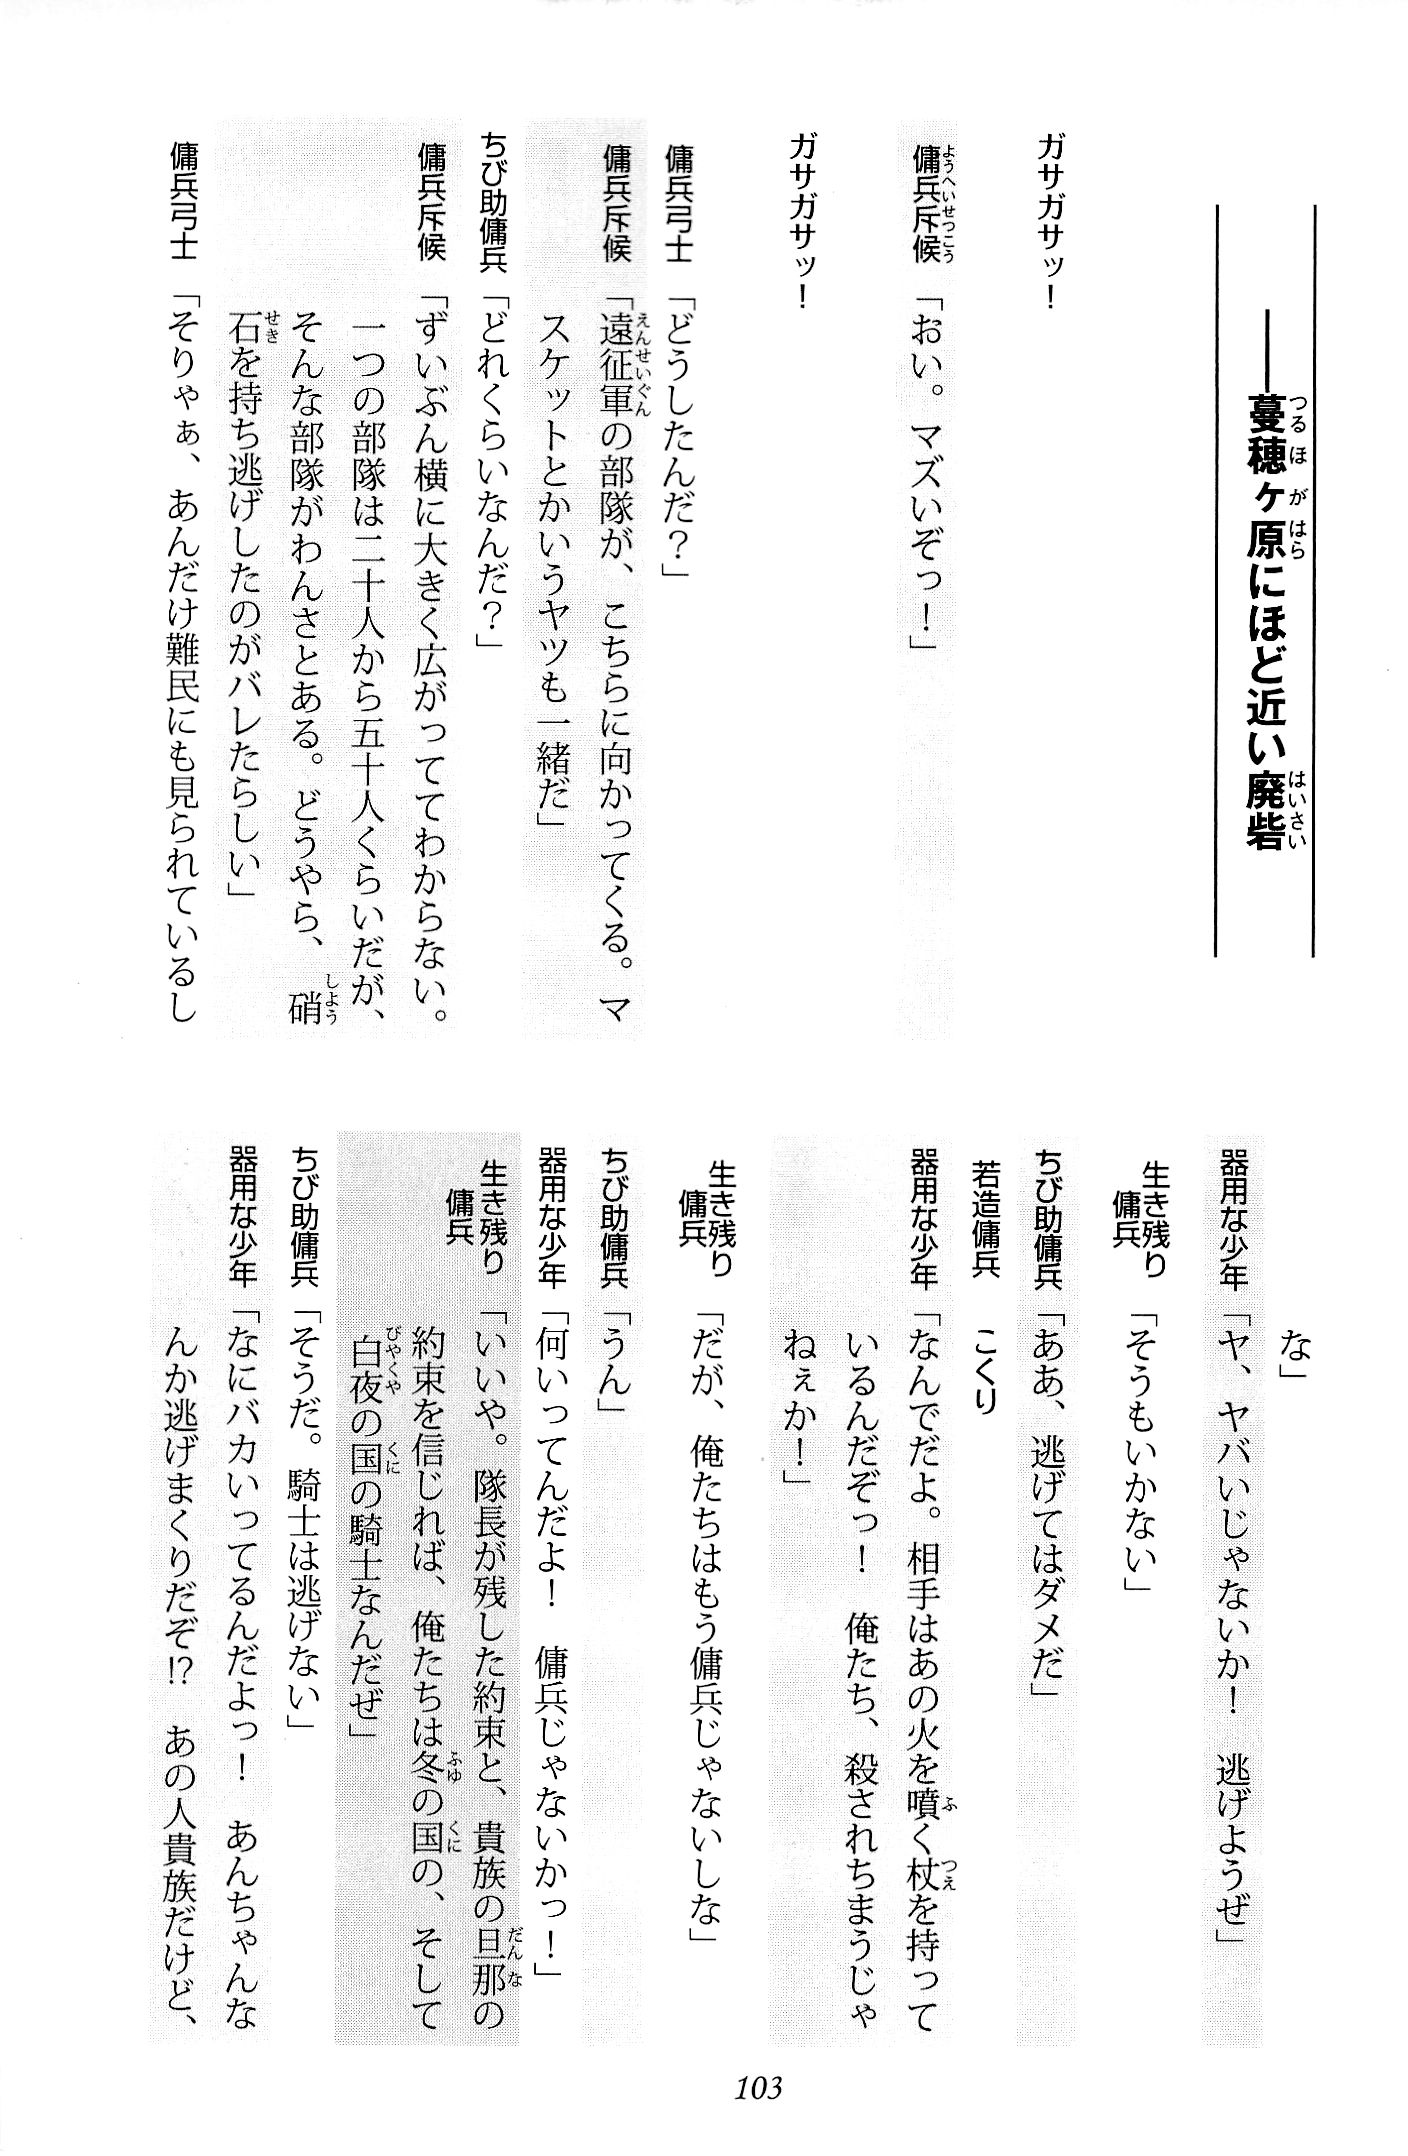 ――蔓穂ヶ原にほど近い廃砦
ガサガサッ！
傭兵斥候「おい。マズいぞっ！」
ガサガサッ！
傭兵弓士「どうしたんだ？」
傭兵斥候「遠征軍の部隊が、こちらに向かってくる。マ
スケットとかいうヤツも一緒だ」
ちび助傭兵「どれくらいなんだ？」
傭兵斥候「ずいぶん横に大きく広がっててわからない。
一つの部隊は二十人から五十人くらいだが、
そんな部隊がわんさとある。どうやら、硝
石を持ち逃げしたのがバレたらしい」
傭兵弓士「そりゃぁ、あんだけ難民にも見られているし
な」
器用な少年「ヤ、ヤバいじゃないか！　逃げようぜ」
生き残り傭兵「そうもいかない」
ちび助傭兵「ああ、逃げてはダメだ」
若造傭兵　こくり
器用な少年「なんでだよ。相手はあの火を噴く杖を持って
いるんだぞっ！　俺たち、殺されちまうじゃ
ねぇか！」
生き残り傭兵「だが、俺たちはもう傭兵じゃないしな」
ちび助傭兵「うん」
器用な少年「何いってんだよ！　傭兵じゃないかっ！」
生き残り傭兵「いいや。隊長が残した約束と、貴族の旦那の
約束を信じれば、俺たちは冬の国の、そして
白夜の国の騎士なんだぜ」
ちび助傭兵「そうだ。騎士は逃げない」
器用な少年「なにバカいってるんだよっ！　あんちゃんな
んか逃げまくりだぞ!?　あの人貴族だけど、
103